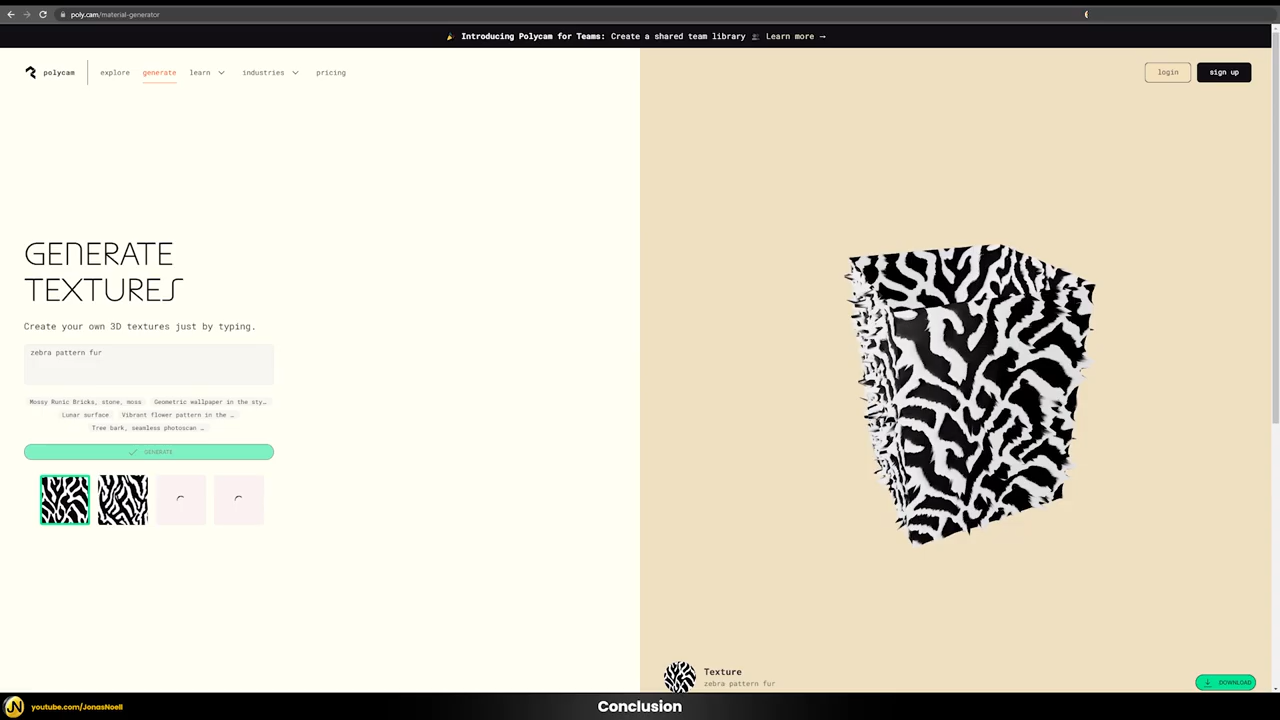 poly.cam/material-generator
Introducing Polycam for Teams: Create a shared team library Learn more →
polycam explore generate learn industries pricing
login sign up
GENERATE
TEXTURES
Create your own 3D textures just by typing.
zebra pattern fur
Mossy Runic Bricks, stone, moss Geometric wallpaper in the sty…
Lunar surface Vibrant flower pattern in the …
Tree bark, seamless photoscan …
GENERATE
Texture
zebra pattern fur
DOWNLOAD
JN youtube.com/JonasNoell
Conclusion